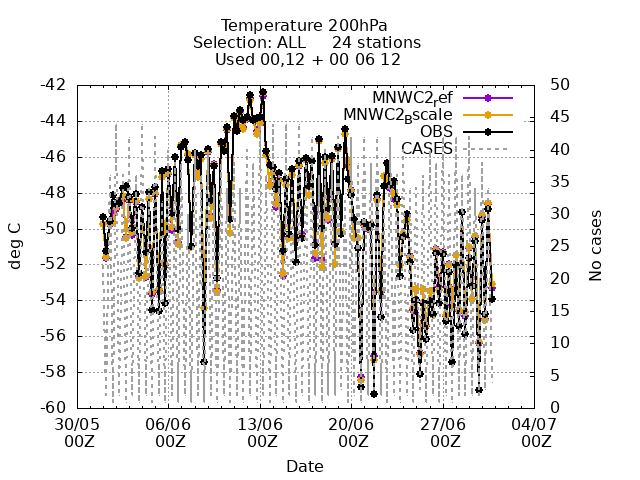 Temperature 200hPa
Selection: ALL 24 stations
Used 00,12 + 00 06 12
-42 50
-44 45
-46 40
-48 35
-50 30
-52 25
-54 20
-56 15
-58 10
-60 5
0
MNWC2ref
MNWC2Bscale
OBS
CASES
deg C
No cases
30/05 06/06 13/06 20/06 27/06 04/07
00Z 00Z 00Z 00Z 00Z 00Z
Date